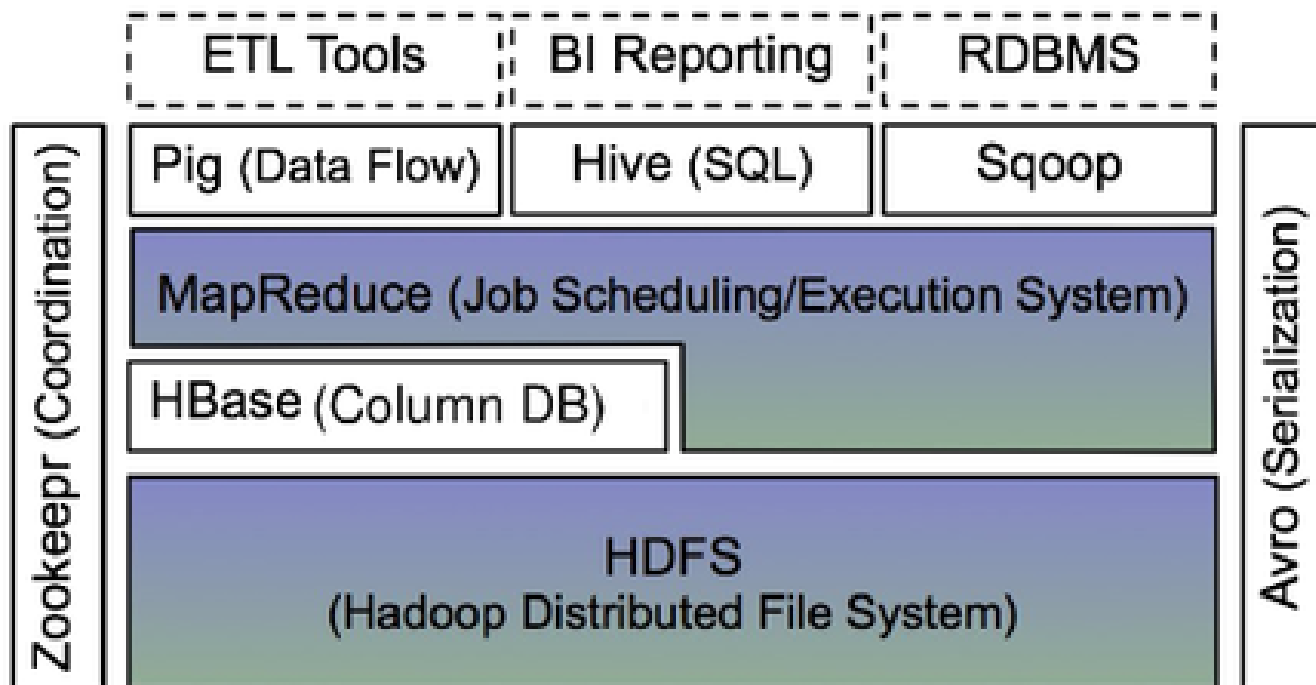 ETL Tools
BI Reporting
RDBMS
Pig (Data Flow)
Hive (SQL)
Sqoop
MapReduce (Job Scheduling/Execution System)
HBase (Column DB)
HDFS
(Hadoop Distributed File System)
Zookeepr (Coordination)
Avro (Serialization)